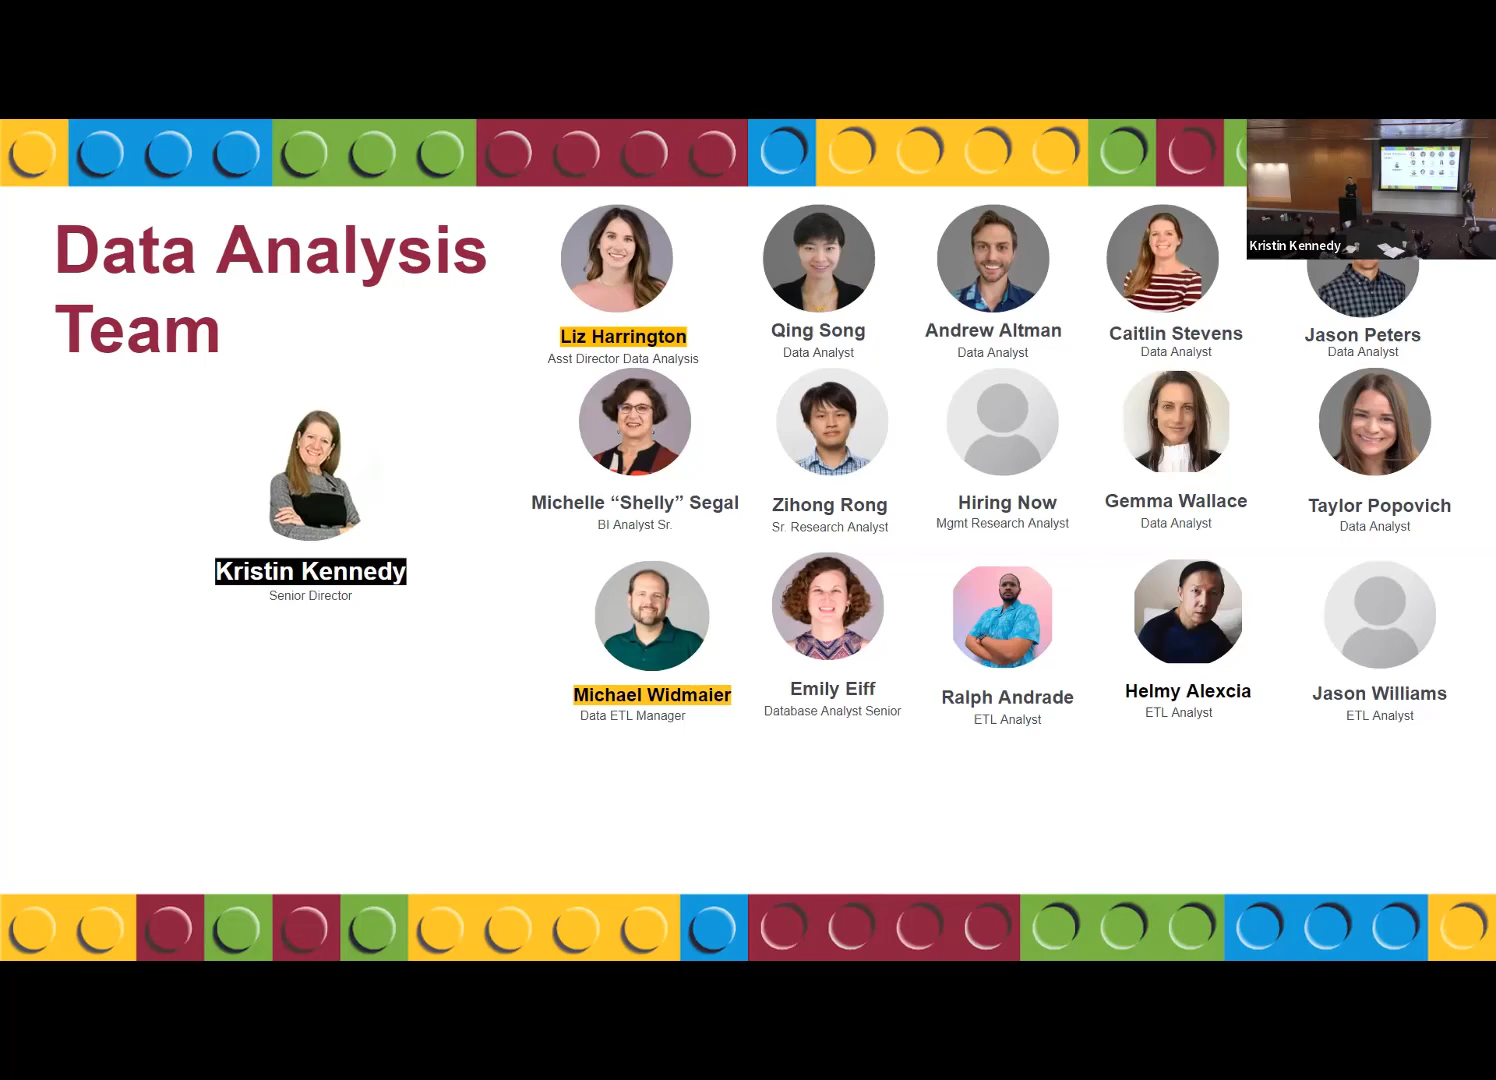 Data Analysis
Team
Kristin Kennedy
Senior Director
Liz Harrington
Asst Director Data Analysis
Qing Song
Data Analyst
Andrew Altman
Data Analyst
Caitlin Stevens
Data Analyst
Jason Peters
Data Analyst
Michelle “Shelly” Segal
BI Analyst Sr.
Zihong Rong
Sr. Research Analyst
Hiring Now
Mgmt Research Analyst
Gemma Wallace
Data Analyst
Taylor Popovich
Data Analyst
Michael Widmaier
Data ETL Manager
Emily Eiff
Database Analyst Senior
Ralph Andrade
ETL Analyst
Helmy Alexcia
ETL Analyst
Jason Williams
ETL Analyst
Kristin Kennedy